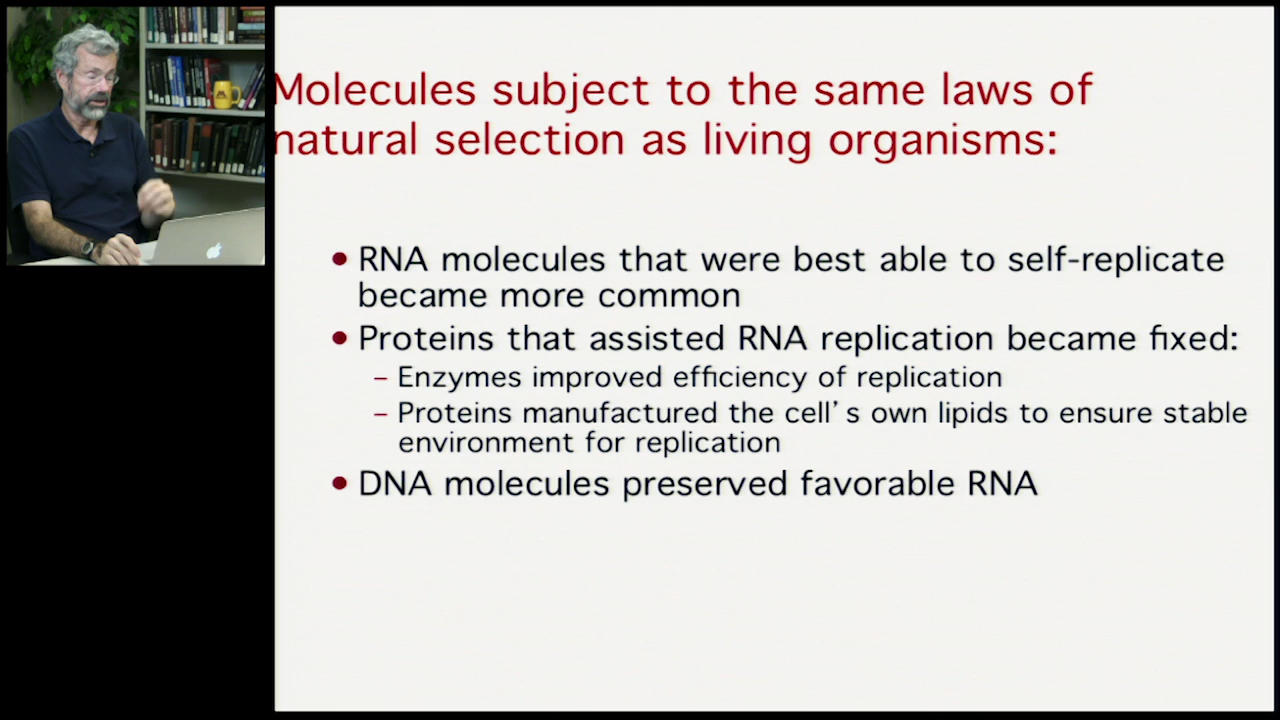 Molecules subject to the same laws of
natural selection as living organisms:
• RNA molecules that were best able to self-replicate
became more common
• Proteins that assisted RNA replication became fixed:
– Enzymes improved efficiency of replication
– Proteins manufactured the cell’s own lipids to ensure stable
environment for replication
• DNA molecules preserved favorable RNA